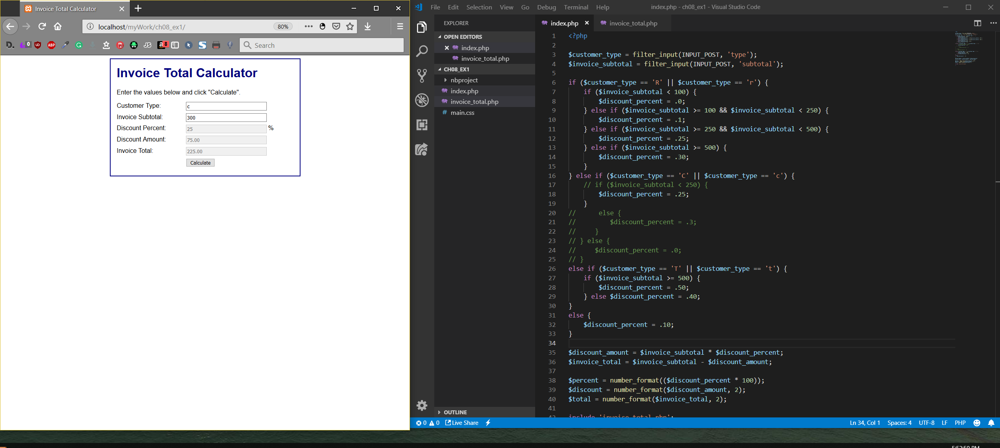 Invoice Total Calculator
localhost/myWork/ch08_ex1/
80%
D.
0
ABP
G
JS
a
8
S
f
Search
Invoice Total Calculator
Enter the values below and click "Calculate".
Customer Type:
c
Invoice Subtotal:
300
Discount Percent:
25
%
Discount Amount:
75.00
Invoice Total:
225.00
Calculate
File Edit Selection View Go Debug Terminal Help
index.php - ch08_ex1 - Visual Studio Code
EXPLORER
OPEN EDITORS
index.php
invoice_total.php
CH08_EX1
nbproject
index.php
invoice_total.php
# main.css
OUTLINE
index.php
invoice_total.php
1 <?php
2
3 $customer_type = filter_input(INPUT_POST, 'type');
4 $invoice_subtotal = filter_input(INPUT_POST, 'subtotal');
5
6 if ($customer_type == 'R' || $customer_type == 'r') {
7     if ($invoice_subtotal < 100) {
8         $discount_percent = .0;
9     } else if ($invoice_subtotal >= 100 && $invoice_subtotal < 250) {
10         $discount_percent = .1;
11     } else if ($invoice_subtotal >= 250 && $invoice_subtotal < 500) {
12         $discount_percent = .25;
13     } else if ($invoice_subtotal >= 500) {
14         $discount_percent = .30;
15     }
16 } else if ($customer_type == 'C' || $customer_type == 'c') {
17     // if ($invoice_subtotal < 250) {
18         $discount_percent = .25;
19     }
20 //      else {
21 //         $discount_percent = .3;
22 //     }
23 // } else {
24 //     $discount_percent = .0;
25 // }
26 else if ($customer_type == 'T' || $customer_type == 't') {
27     if ($invoice_subtotal >= 500) {
28         $discount_percent = .50;
29     } else $discount_percent = .40;
30 }
31 else {
32     $discount_percent = .10;
33 }
34
35 $discount_amount = $invoice_subtotal * $discount_percent;
36 $invoice_total = $invoice_subtotal - $discount_amount;
37
38 $percent = number_format(($discount_percent * 100));
39 $discount = number_format($discount_amount, 2);
40 $total = number_format($invoice_total, 2);
41
42 include 'invoice_total.php';
0 0 Live Share
Ln 34, Col 1 Spaces: 4 UTF-8 LF PHP
5:52:50 PM